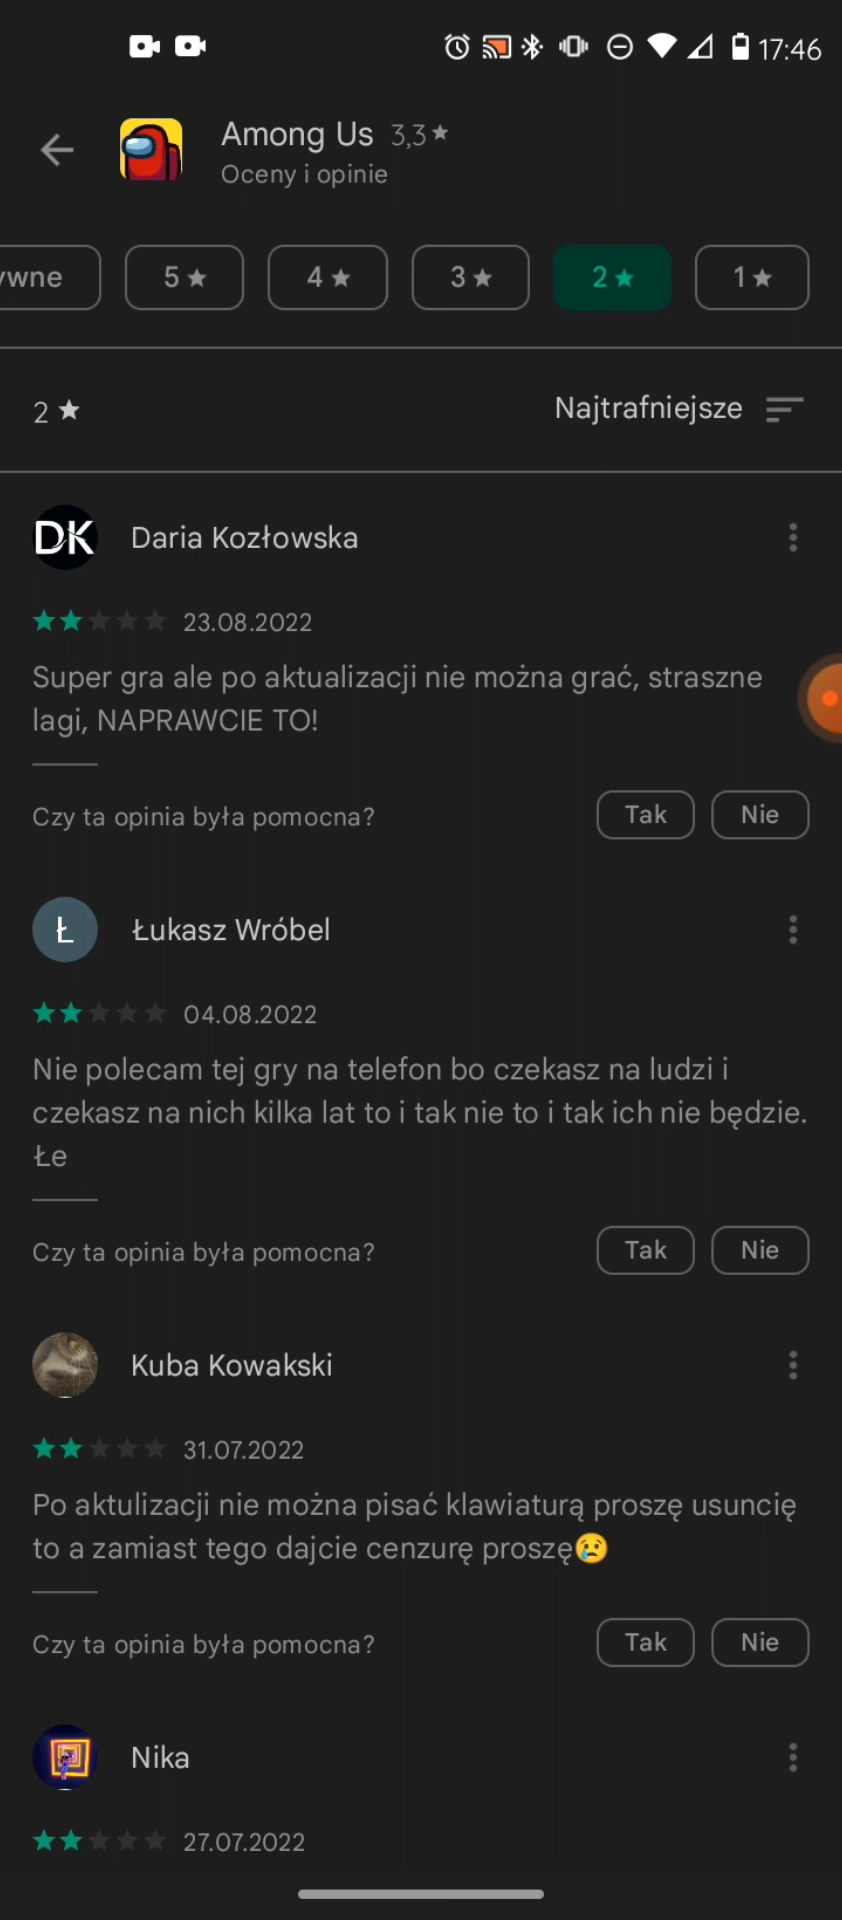 17:46
Among Us 3,3★
Oceny i opinie
ywne 5★ 4★ 3★ 2★ 1★
2★ Najtrafniejsze
DK Daria Kozłowska
23.08.2022
Super gra ale po aktualizacji nie można grać, straszne
lagi, NAPRAWCIE TO!
Czy ta opinia była pomocna? Tak Nie
Ł Łukasz Wróbel
04.08.2022
Nie polecam tej gry na telefon bo czekasz na ludzi i
czekasz na nich kilka lat to i tak nie to i tak ich nie będzie.
Łe
Czy ta opinia była pomocna? Tak Nie
Kuba Kowakski
31.07.2022
Po aktulizacji nie można pisać klawiaturą proszę usuncię
to a zamiast tego dajcie cenzurę proszę😢
Czy ta opinia była pomocna? Tak Nie
Nika
27.07.2022